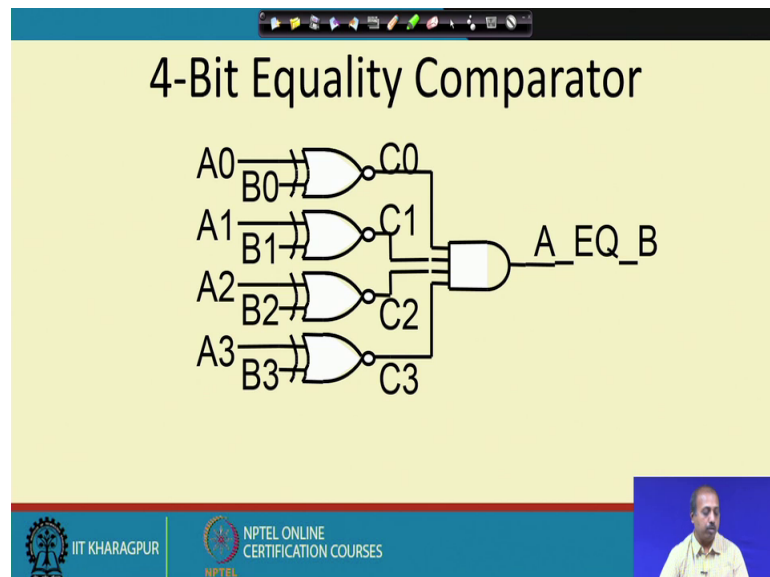 4-Bit Equality Comparator
A0
B0
C0
A1
B1
C1
A2
B2
C2
A3
B3
C3
A_EQ_B
IIT KHARAGPUR
NPTEL ONLINE
CERTIFICATION COURSES
NPTEL